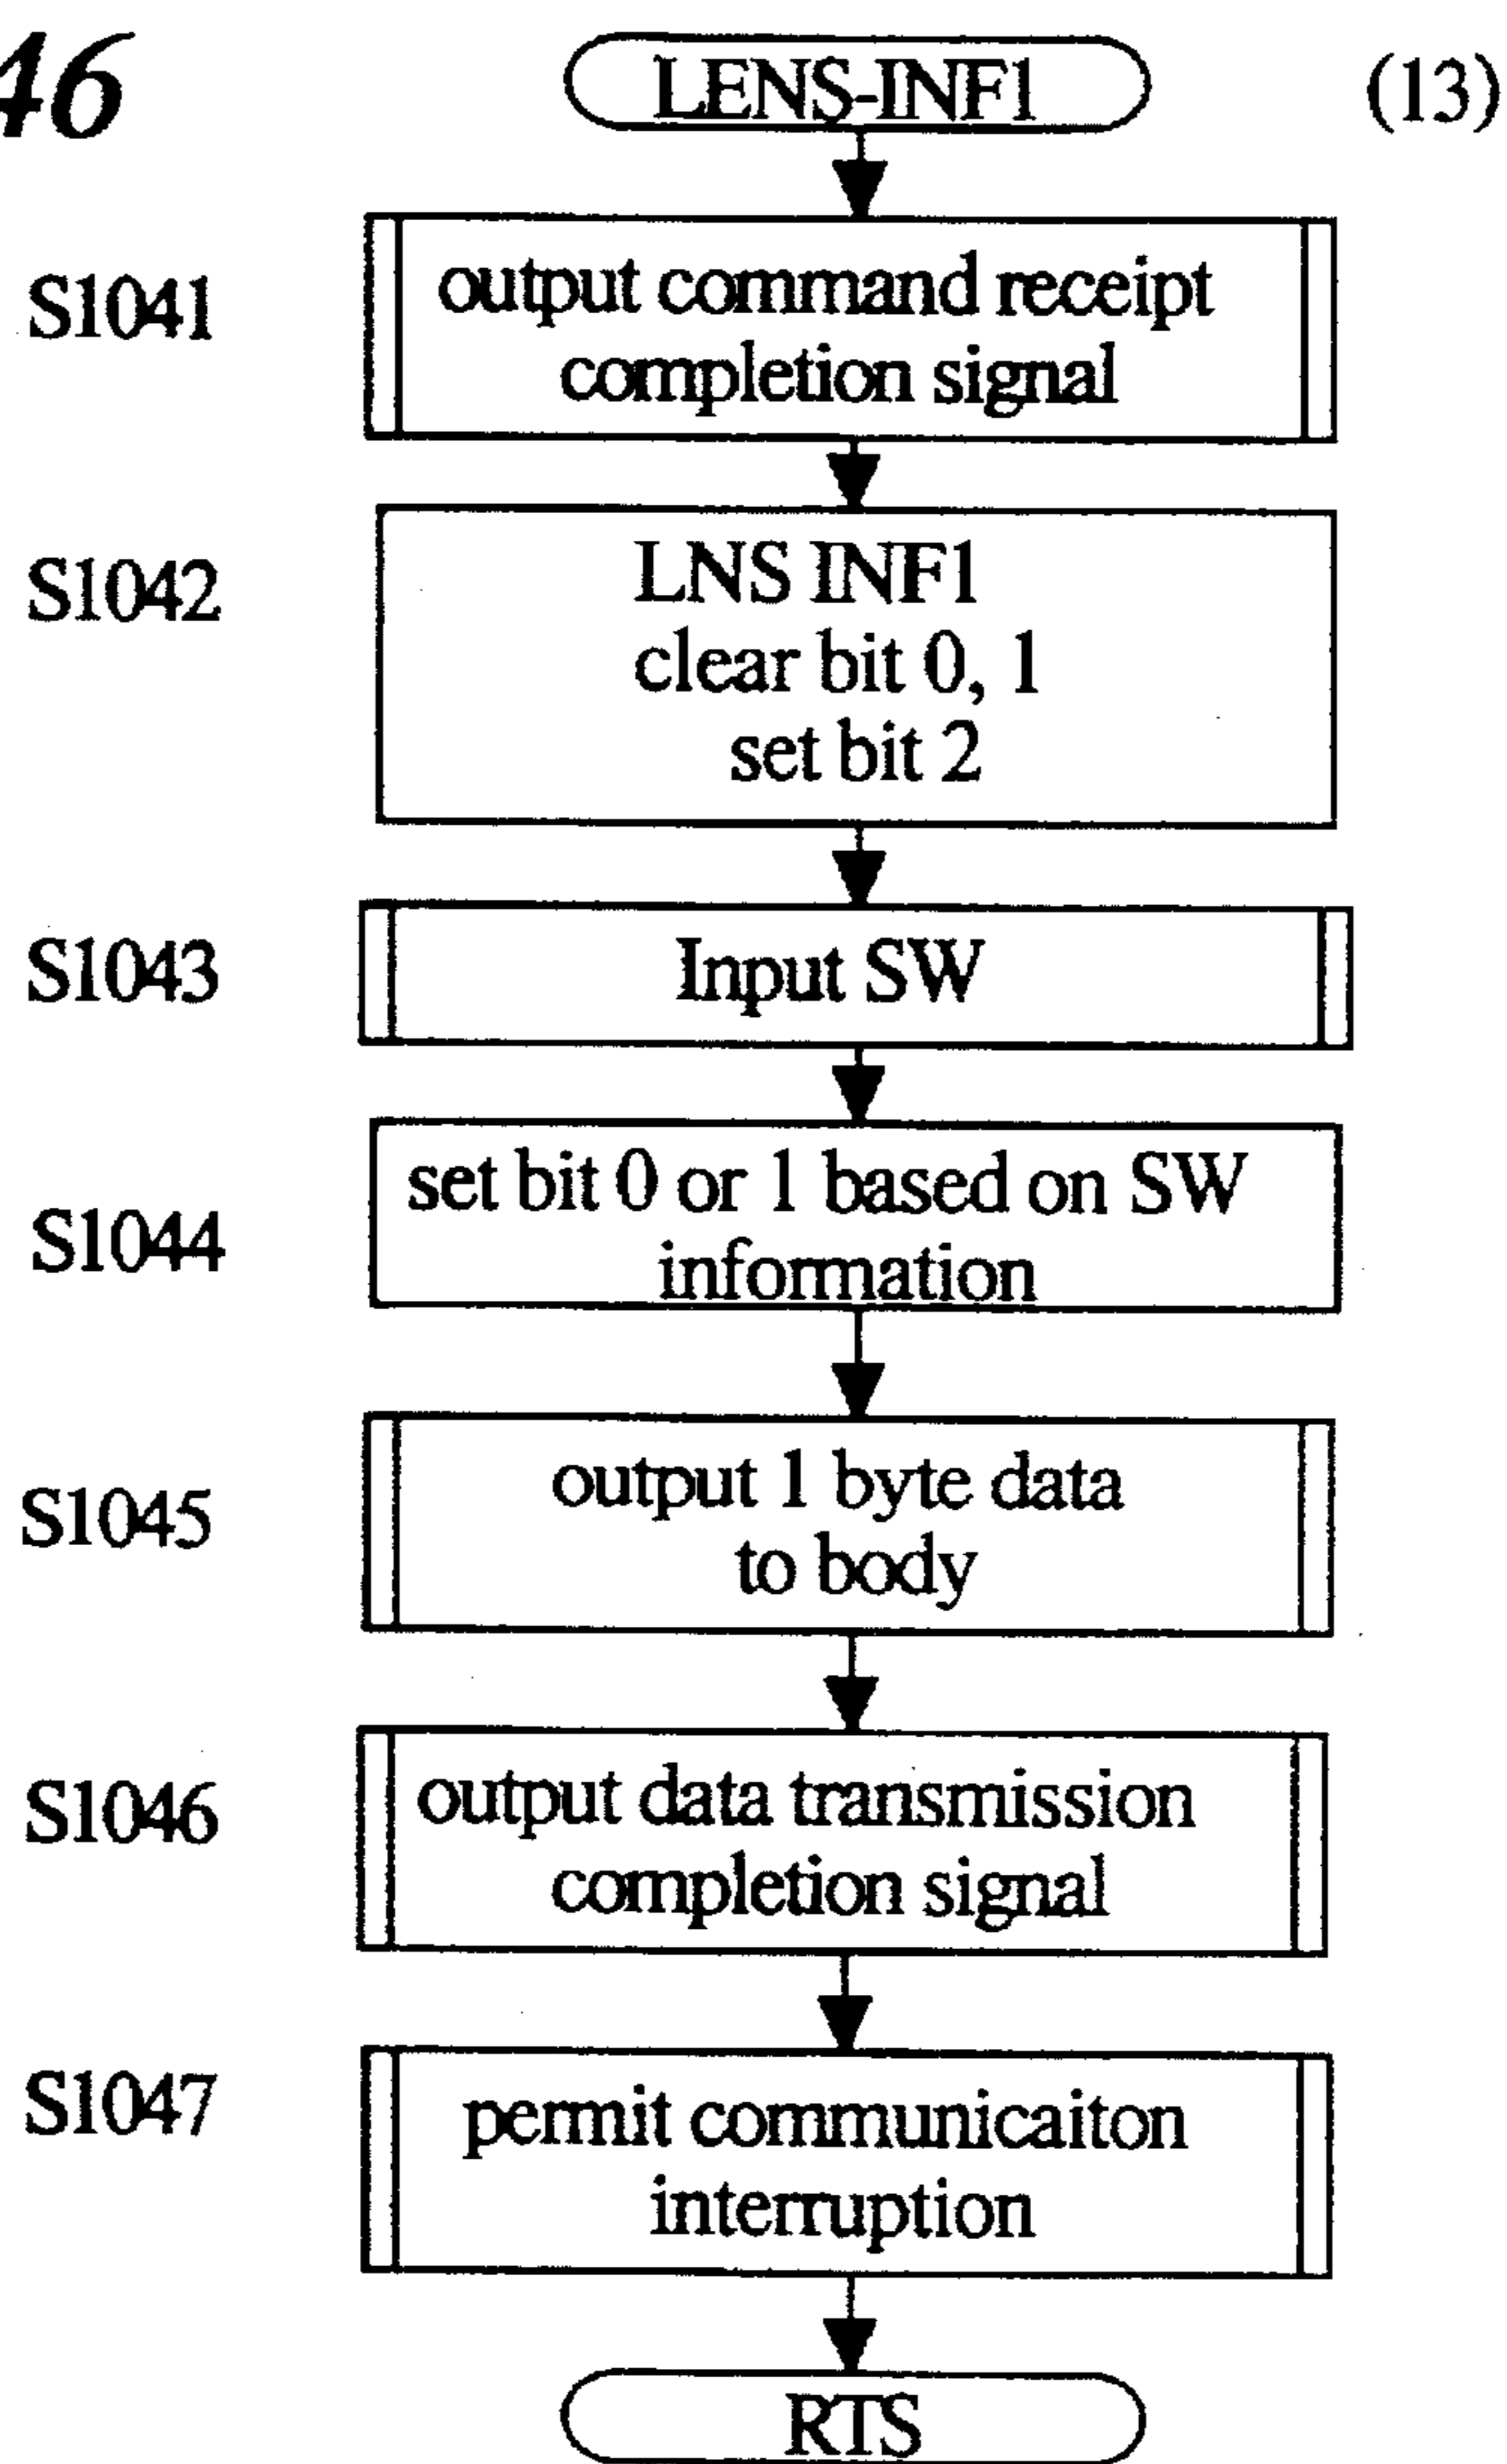 46
LENS-INF1
(13)
S1041
output command receipt
completion signal
S1042
LNS INF1
clear bit 0, 1
set bit 2
S1043
Input SW
S1044
set bit 0 or 1 based on SW
information
S1045
output 1 byte data
to body
S1046
output data transmission
completion signal
S1047
permit communicaiton
interruption
RTS